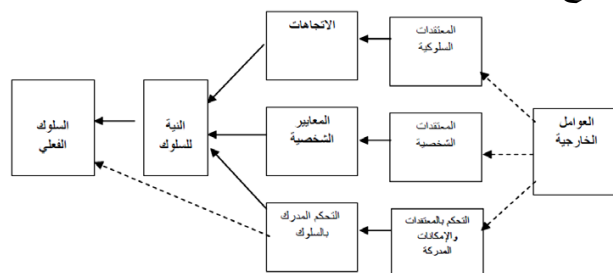 الاتجاهات
المعتقدات
السلوكية
العوامل
الخارجية
المعايير
الشخصية
المعتقدات
الشخصية
النية
للسلوك
السلوك
الفعلي
التحكم المدرك
بالسلوك
التحكم بالمعتقدات
والإمكانات
المدركة